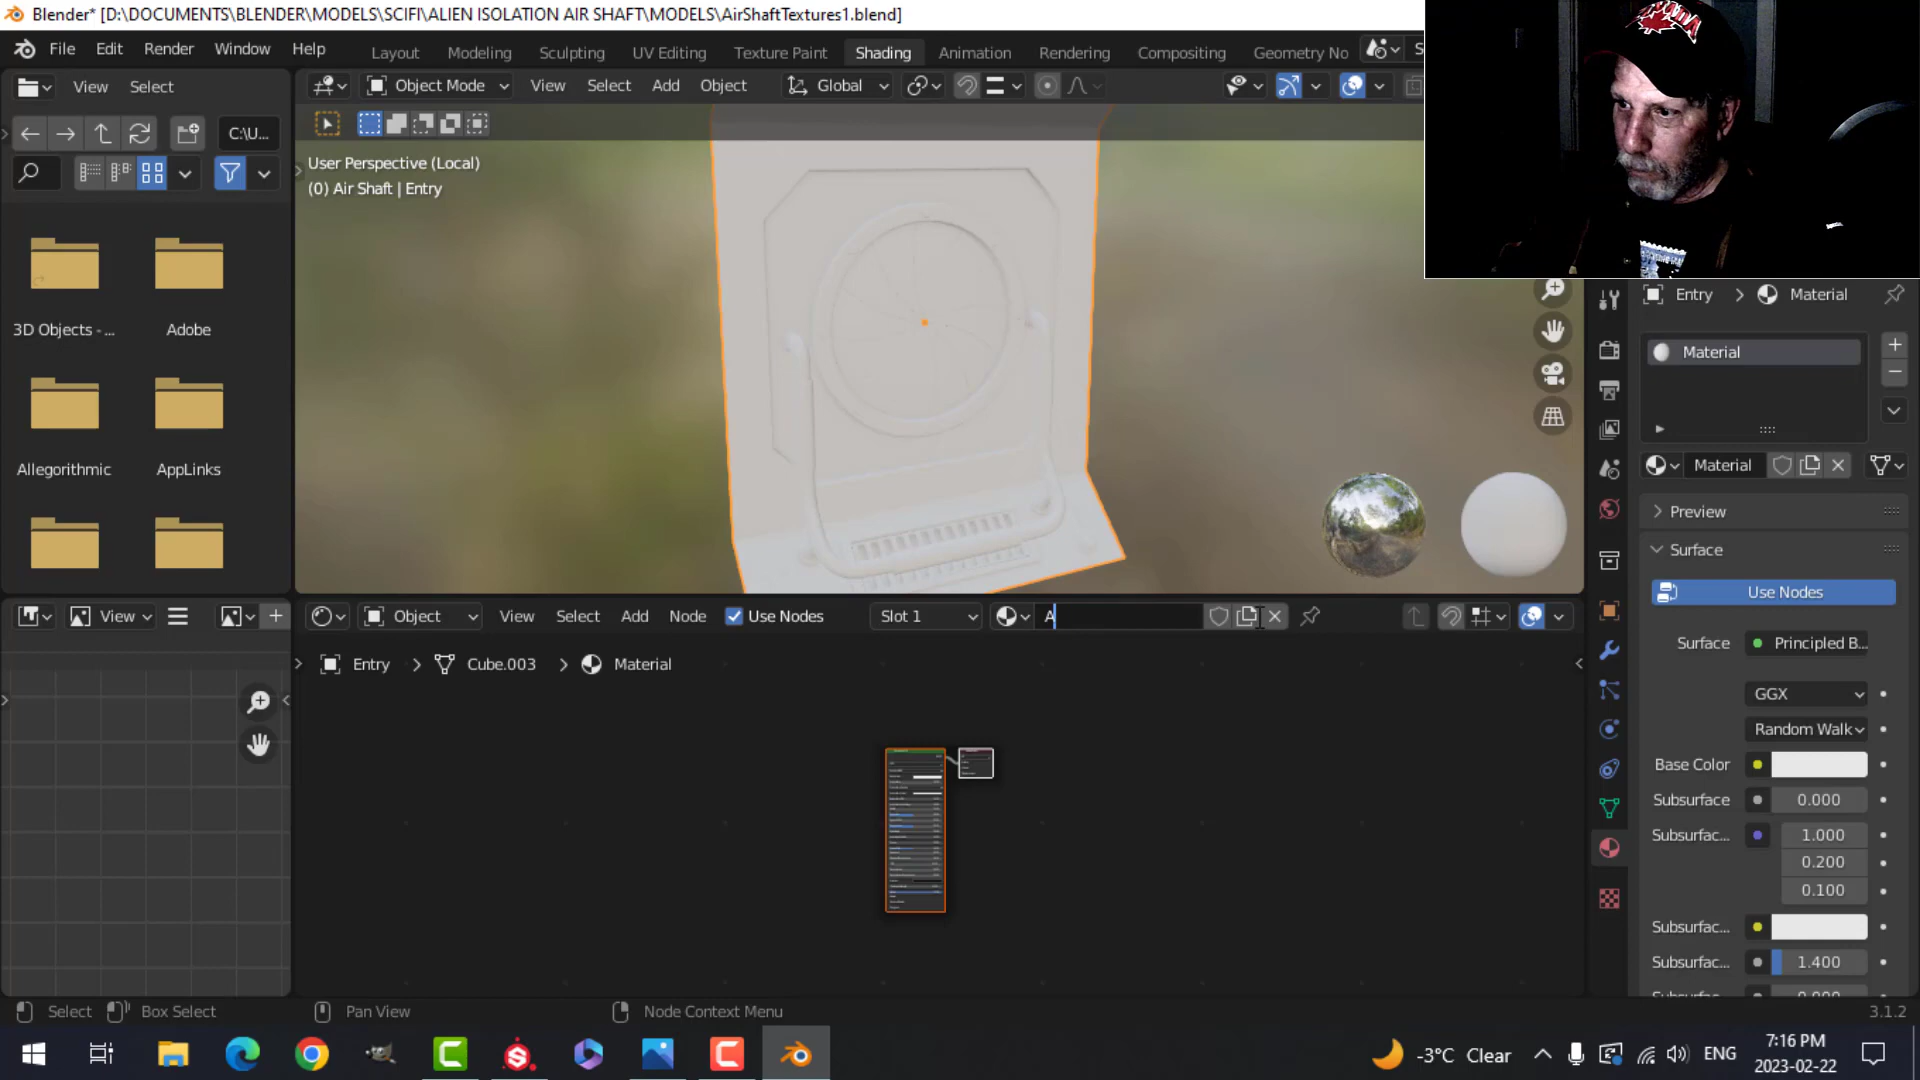 Blender* [D:\DOCUMENTS\BLENDER\MODELS\SCIFI\ALIEN ISOLATION AIR SHAFT\MODELS\AirShaftTextures1.blend]
File Edit Render Window Help Layout Modeling Sculpting UV Editing Texture Paint Shading Animation Rendering Compositing Geometry No S
View Select Object Mode View Select Add Object Global
C:\U...
User Perspective (Local)
(0) Air Shaft | Entry
3D Objects - ... Adobe
Allegorithmic AppLinks
Entry > Material
Material
Material
Preview
Surface
Use Nodes
Surface Principled B...
GGX
Random Walk
Base Color
Subsurface 0.000
Subsurfac... 1.000
0.200
0.100
Subsurfac...
Subsurfac... 1.400
View Object View Select Add Node Use Nodes Slot 1 A
Entry > Cube.003 > Material
Select Box Select Pan View Node Context Menu 3.1.2
-3°C Clear ENG 7:16 PM
2023-02-22